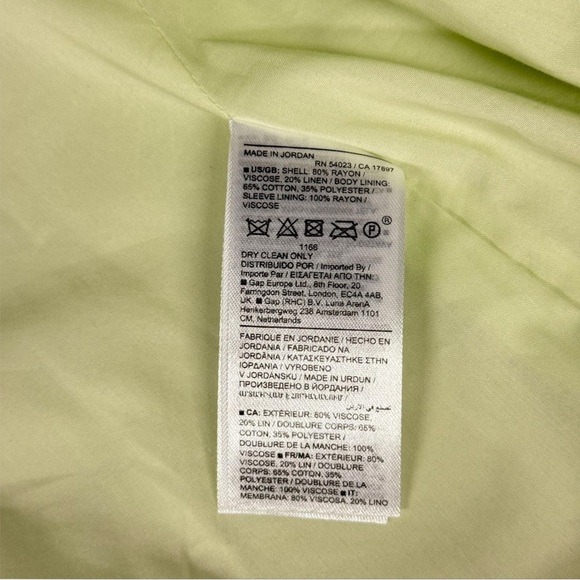 MADE IN JORDAN
RN 54023 / CA 17897
■ US/GB: SHELL: 80% RAYON /
VISCOSE, 20% LINEN / BODY LINING:
65% COTTON, 35% POLYESTER /
SLEEVE LINING: 100% RAYON /
VISCOSE
P ®
1166
DRY CLEAN ONLY
DISTRIBUIDO POR / Imported By /
Importe Par / ΕΙΣΑΓΕΤΑΙ ΑΠΟ ΤΗΝ:
■ Gap Europe Ltd., 8th Floor, 20
Farringdon Street, London, EC4A 4AB,
UK. ■ Gap (RHC) B.V. Luna ArenA
Herikerbergweg 238 Amsterdam 1101
CM, Netherlands
FABRIQUE EN JORDANIE / HECHO EN
JORDANIA / FABRICADO NA
JORDÂNIA / ΚΑΤΑΣΚΕΥΑΣΤΗΚΕ ΣΤΗΝ
ΙΟΡΔΑΝΙΑ / VYROBENO
V JORDÁNSKU / MADE IN URDUN /
ПРОИЗВЕДЕНО В ЙОРДАНИЯ /
صنع في الأردن
■ CA: EXTÉRIEUR: 80% VISCOSE,
20% LIN / DOUBLURE CORPS: 65%
COTON, 35% POLYESTER /
DOUBLURE DE LA MANCHE: 100%
VISCOSE ■ FR/MA: EXTÉRIEUR: 80%
VISCOSE, 20% LIN / DOUBLURE
CORPS: 65% COTON, 35%
POLYESTER / DOUBLURE DE LA
MANCHE: 100% VISCOSE ■ IT:
MEMBRANA: 80% VISCOSA, 20% LINO